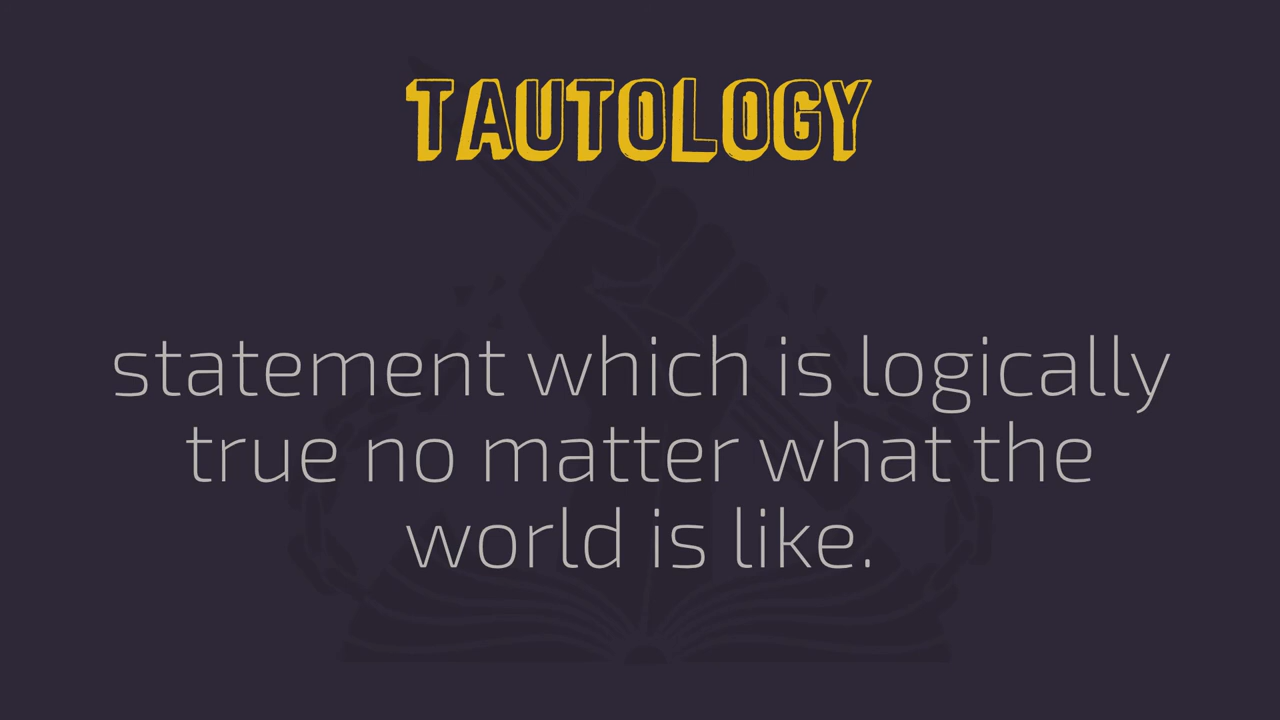 TAUTOLOGY
statement which is logically
true no matter what the
world is like.